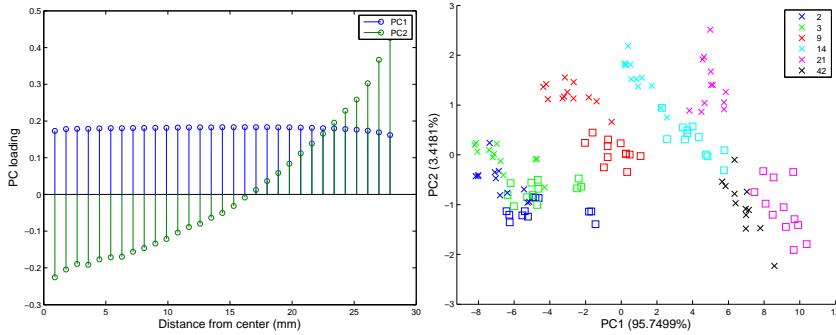 0.5
0.4
0.3
0.2
0.1
0
−0.1
−0.2
−0.3
PC loading
0 5 10 15 20 25 30
Distance from center (mm)
PC1
PC2
3
2
1
0
−1
−2
−3
PC2 (3.4181%)
−8 −6 −4 −2 0 2 4 6 8 10 12
PC1 (95.7499%)
2
3
9
14
21
42